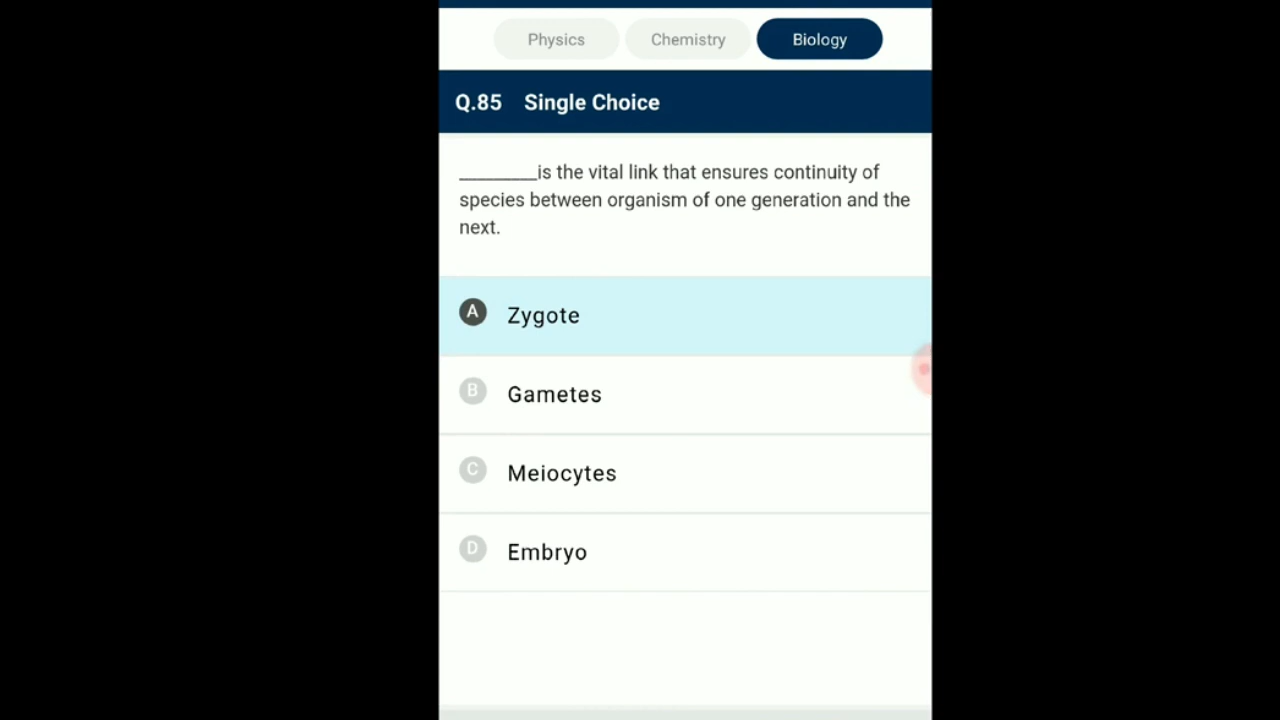 Physics Chemistry Biology
Q.85 Single Choice
_________is the vital link that ensures continuity of
species between organism of one generation and the
next.
A Zygote
B Gametes
C Meiocytes
D Embryo